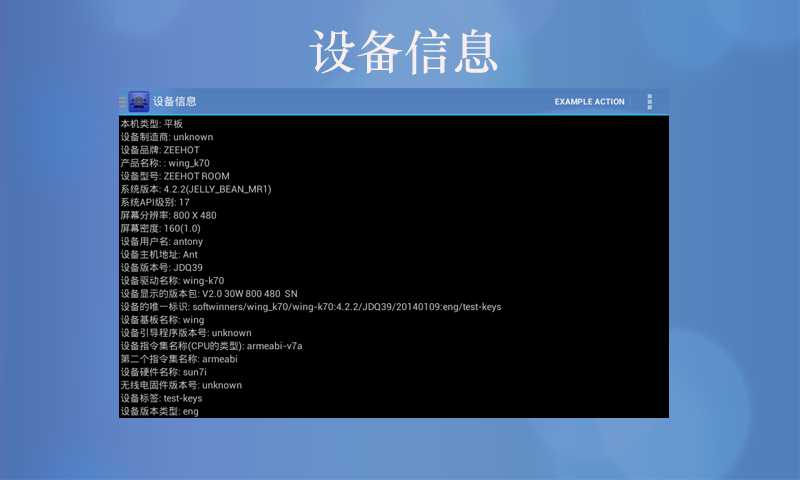 设备信息
设备信息
EXAMPLE ACTION
本机类型: 平板
设备制造商: unknown
设备品牌: ZEEHOT
产品名称: : wing_k70
设备型号: ZEEHOT ROOM
系统版本: 4.2.2(JELLY_BEAN_MR1)
系统API级别: 17
屏幕分辨率: 800 X 480
屏幕密度: 160(1.0)
设备用户名: antony
设备主机地址: Ant
设备版本号: JDQ39
设备驱动名称: wing-k70
设备显示的版本包: V2.0 30W 800 480  SN
设备的唯一标识: softwinners/wing_k70/wing-k70:4.2.2/JDQ39/20140109:eng/test-keys
设备基板名称: wing
设备引导程序版本号: unknown
设备指令集名称(CPU的类型): armeabi-v7a
第二个指令集名称: armeabi
设备硬件名称: sun7i
无线电固件版本号: unknown
设备标签: test-keys
设备版本类型: eng